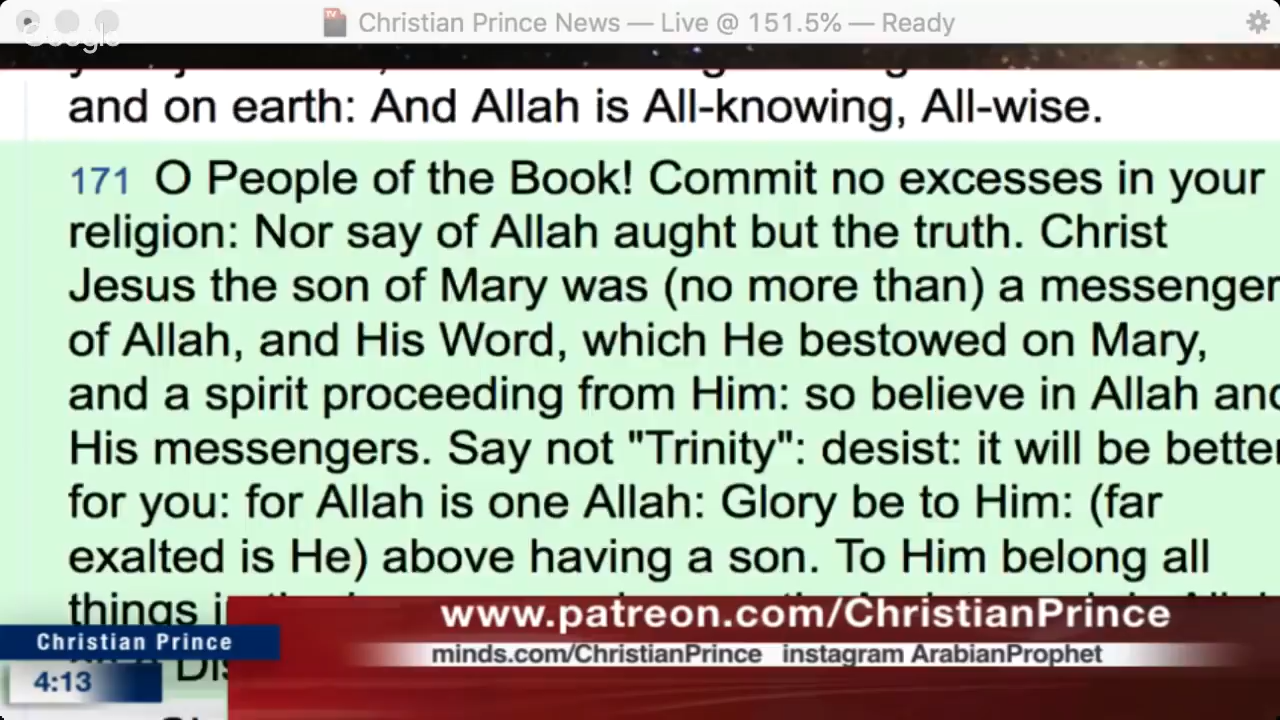 Christian Prince News — Live @ 151.5% — Ready
Google
and on earth: And Allah is All-knowing, All-wise.
171 O People of the Book! Commit no excesses in your
religion: Nor say of Allah aught but the truth. Christ
Jesus the son of Mary was (no more than) a messenger
of Allah, and His Word, which He bestowed on Mary,
and a spirit proceeding from Him: so believe in Allah and
His messengers. Say not "Trinity": desist: it will be better
for you: for Allah is one Allah: Glory be to Him: (far
exalted is He) above having a son. To Him belong all
things
www.patreon.com/ChristianPrince
Christian Prince
minds.com/ChristianPrince instagram ArabianProphet
4:13